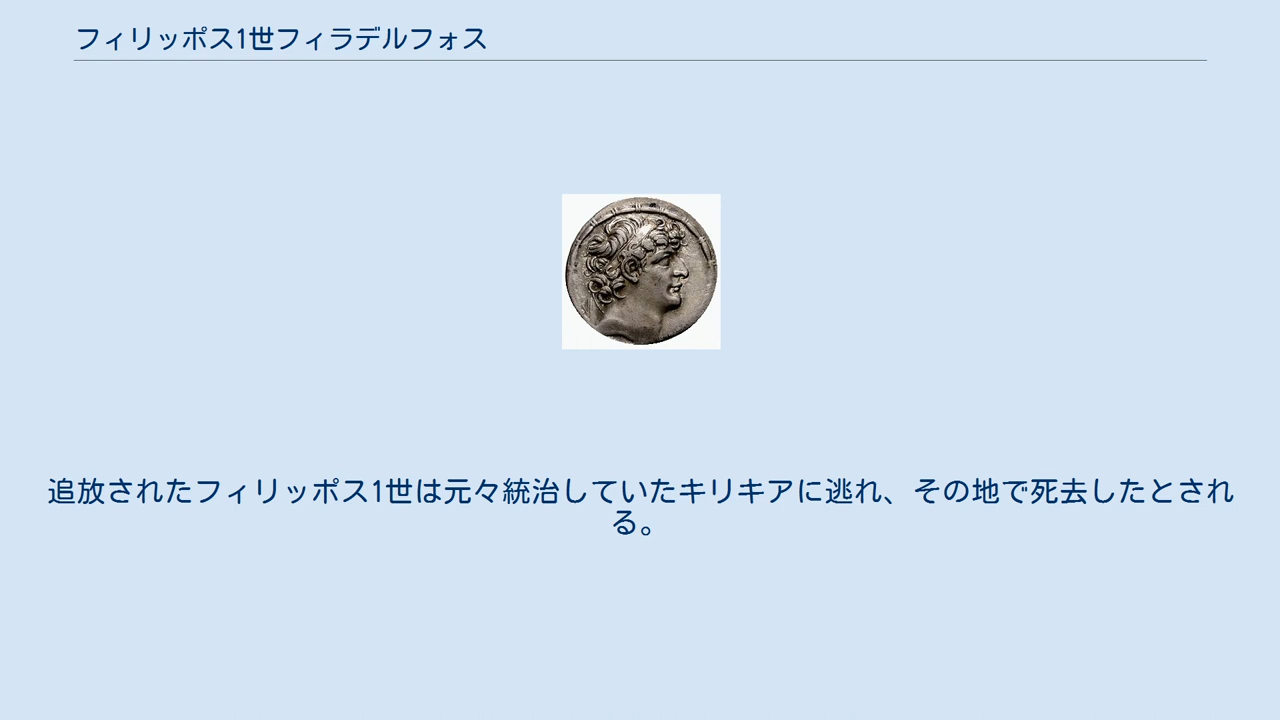 フィリッポス1世フィラデルフォス
追放されたフィリッポス1世は元々統治していたキリキアに逃れ、その地で死去したとされ
る。